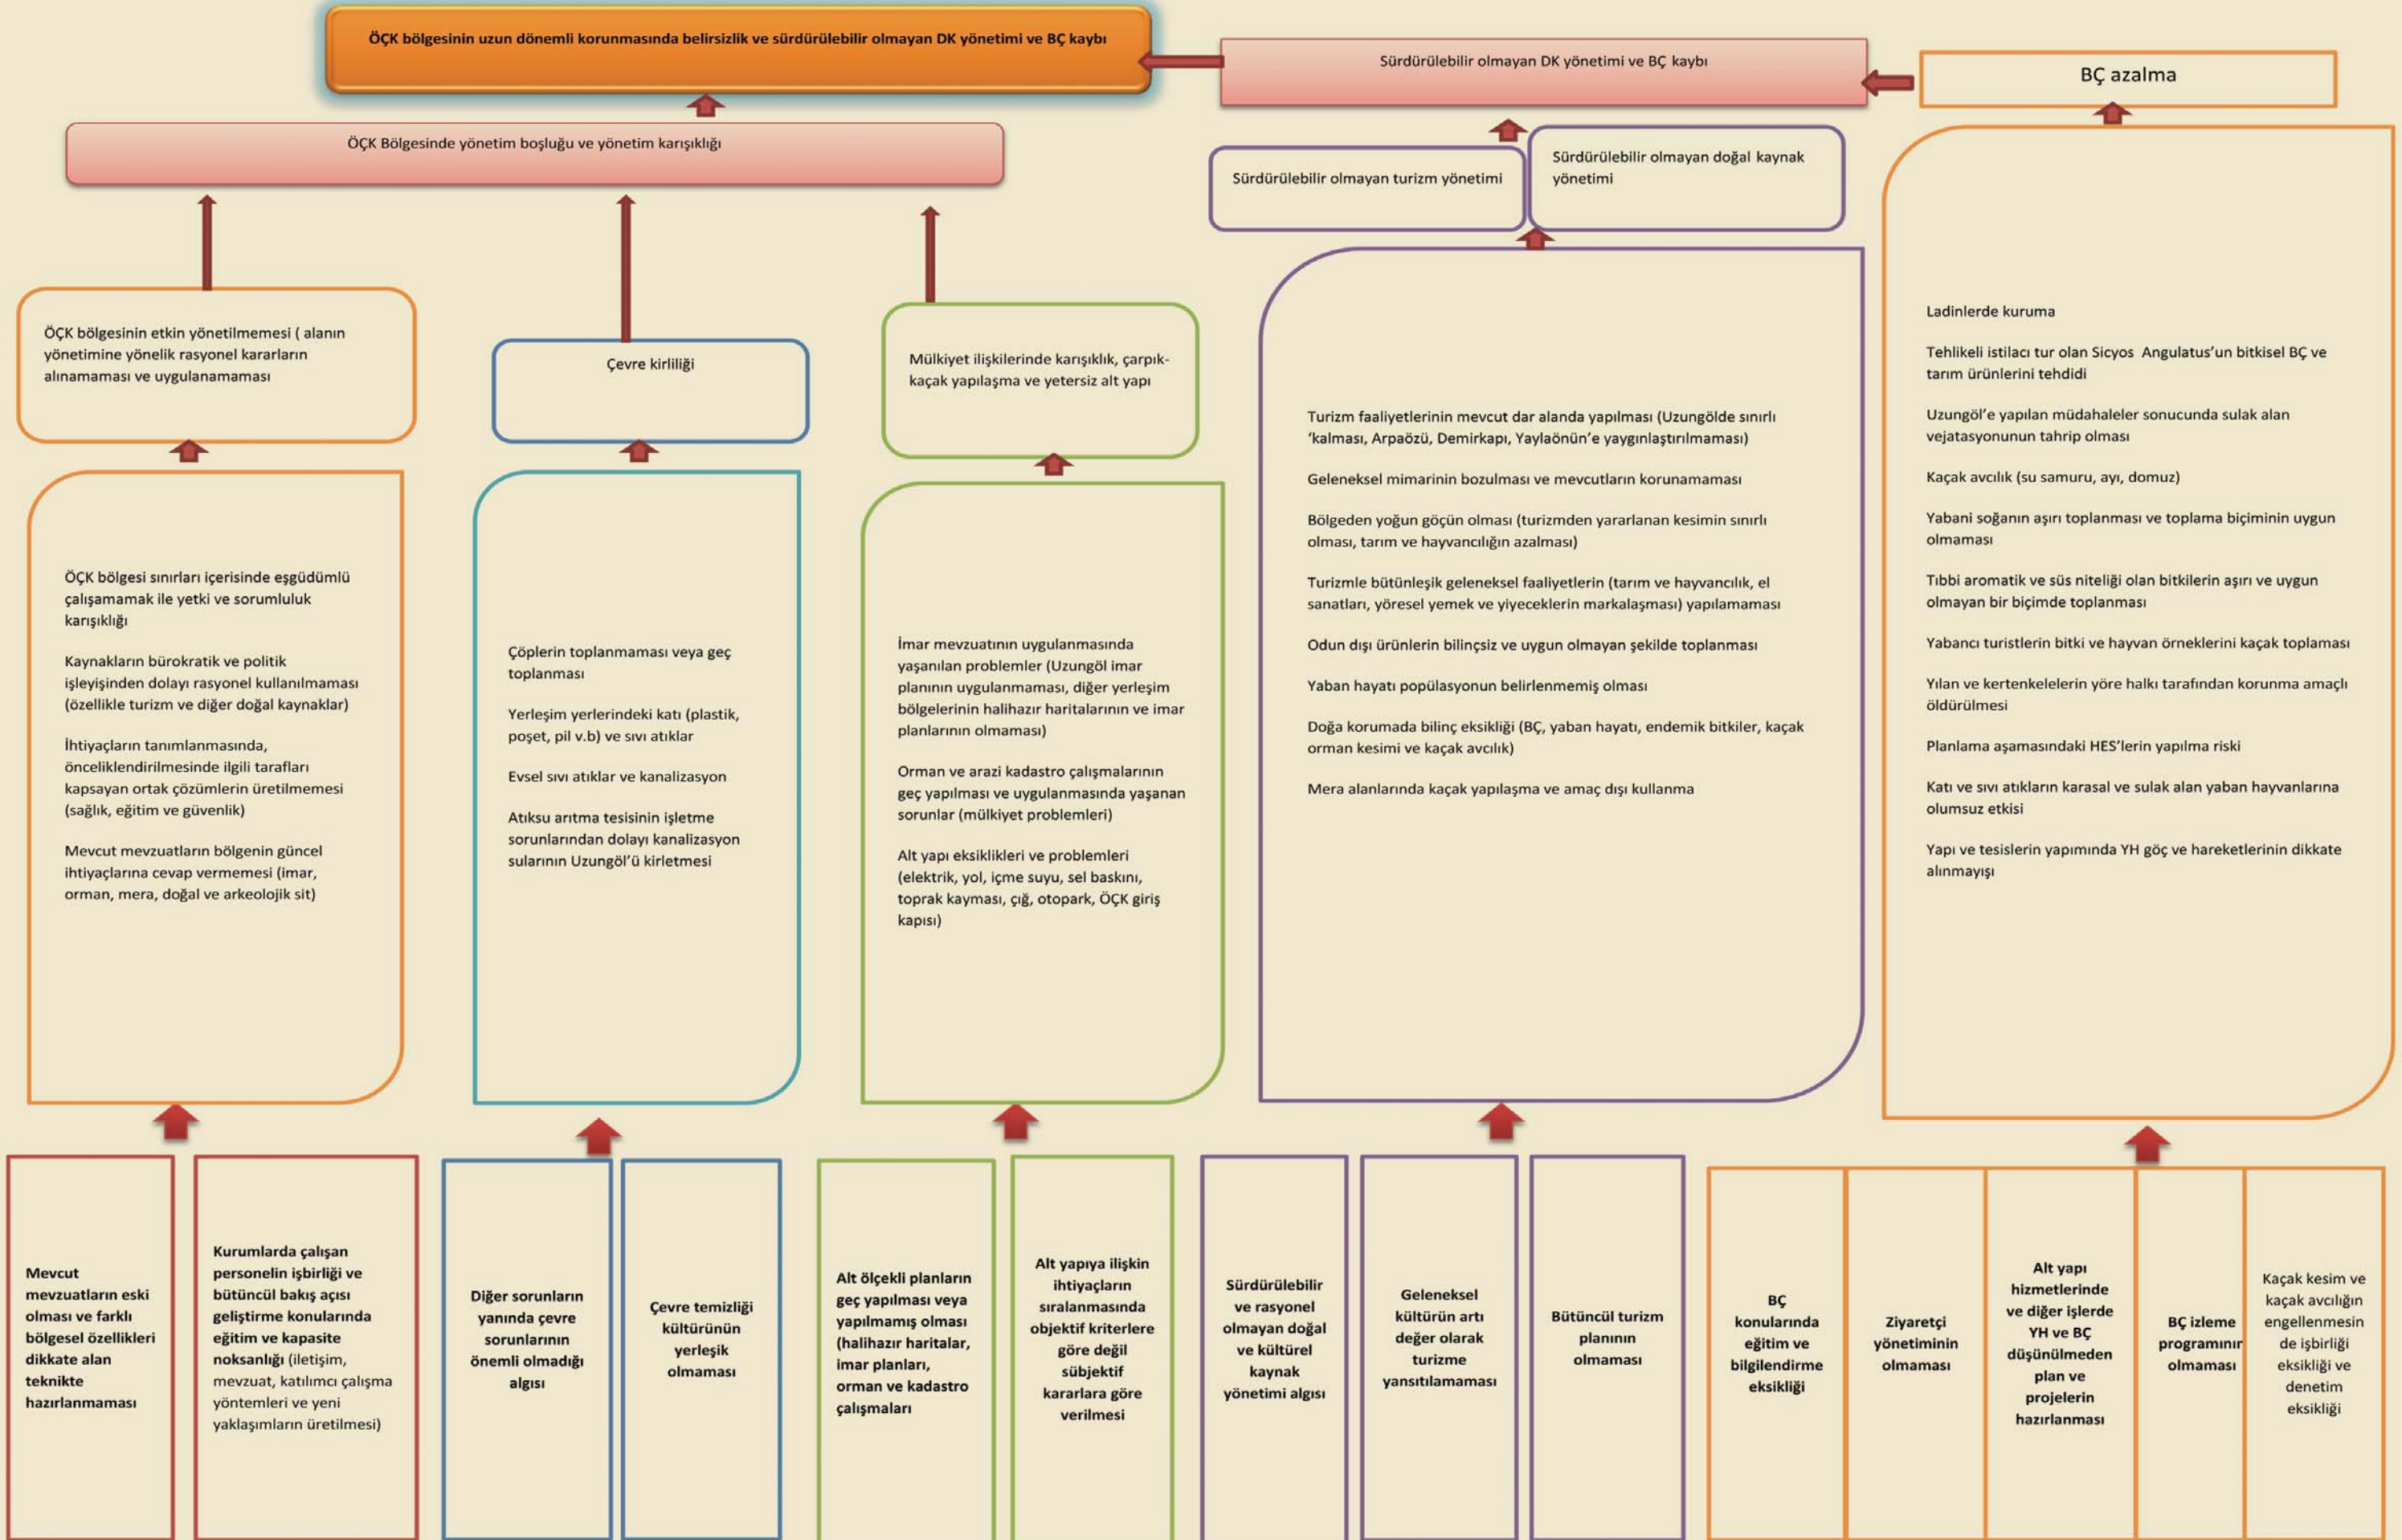 ÖÇK bölgesinin uzun dönemli korunmasında belirsizlik ve sürdürülebilir olmayan DK yönetimi ve BÇ kaybı
Sürdürülebilir olmayan DK yönetimi ve BÇ kaybı
BÇ azalma
ÖÇK Bölgesinde yönetim boşluğu ve yönetim karışıklığı
Sürdürülebilir olmayan turizm yönetimi
Sürdürülebilir olmayan doğal kaynak
yönetimi
ÖÇK bölgesinin etkin yönetilmemesi ( alanın
yönetimine yönelik rasyonel kararların
alınamaması ve uygulanamaması
Çevre kirliliği
Mülkiyet ilişkilerinde karışıklık, çarpık-
kaçak yapılaşma ve yetersiz alt yapı
ÖÇK bölgesi sınırları içerisinde eşgüdümlü
çalışamamak ile yetki ve sorumluluk
karışıklığı
Kaynakların bürokratik ve politik
işleyişinden dolayı rasyonel kullanılmaması
(özellikle turizm ve diğer doğal kaynaklar)
İhtiyaçların tanımlanmasında,
önceliklendirilmesinde ilgili tarafları
kapsayan ortak çözümlerin üretilmemesi
(sağlık, eğitim ve güvenlik)
Mevcut mevzuatların bölgenin güncel
ihtiyaçlarına cevap vermemesi (imar,
orman, mera, doğal ve arkeolojik sit)
Çöplerin toplanmaması veya geç
toplanması
Yerleşim yerlerindeki katı (plastik,
poşet, pil v.b) ve sıvı atıklar
Evsel sıvı atıklar ve kanalizasyon
Atıksu arıtma tesisinin işletme
sorunlarından dolayı kanalizasyon
sularının Uzungöl’ü kirletmesi
İmar mevzuatının uygulanmasında
yaşanılan problemler (Uzungöl imar
planının uygulanmaması, diğer yerleşim
bölgelerinin halihazır haritalarının ve imar
planlarının olmaması)
Orman ve arazi kadastro çalışmalarının
geç yapılması ve uygulanmasında yaşanan
sorunlar (mülkiyet problemleri)
Alt yapı eksiklikleri ve problemleri
(elektrik, yol, içme suyu, sel baskını,
toprak kayması, çığ, otopark, ÖÇK giriş
kapısı)
Turizm faaliyetlerinin mevcut dar alanda yapılması (Uzungölde sınırlı
‘kalması, Arpaözü, Demirkapı, Yaylaönün’e yaygınlaştırılmaması)
Geleneksel mimarinin bozulması ve mevcutların korunamaması
Bölgeden yoğun göçün olması (turizmden yararlanan kesimin sınırlı
olması, tarım ve hayvancılığın azalması)
Turizmle bütünleşik geleneksel faaliyetlerin (tarım ve hayvancılık, el
sanatları, yöresel yemek ve yiyeceklerin markalaşması) yapılamaması
Odun dışı ürünlerin bilinçsiz ve uygun olmayan şekilde toplanması
Yaban hayatı popülasyonun belirlenmemiş olması
Doğa korumada bilinç eksikliği (BÇ, yaban hayatı, endemik bitkiler, kaçak
orman kesimi ve kaçak avcılık)
Mera alanlarında kaçak yapılaşma ve amaç dışı kullanma
Ladinlerde kuruma
Tehlikeli istilacı tur olan Sicyos Angulatus’un bitkisel BÇ ve
tarım ürünlerini tehdidi
Uzungöl’e yapılan müdahaleler sonucunda sulak alan
vejatasyonunun tahrip olması
Kaçak avcılık (su samuru, ayı, domuz)
Yabani soğanın aşırı toplanması ve toplama biçiminin uygun
olmaması
Tıbbi aromatik ve süs niteliği olan bitkilerin aşırı ve uygun
olmayan bir biçimde toplanması
Yabancı turistlerin bitki ve hayvan örneklerini kaçak toplaması
Yılan ve kertenkelelerin yöre halkı tarafından korunma amaçlı
öldürülmesi
Planlama aşamasındaki HES’lerin yapılma riski
Katı ve sıvı atıkların karasal ve sulak alan yaban hayvanlarına
olumsuz etkisi
Yapı ve tesislerin yapımında YH göç ve hareketlerinin dikkate
alınmayışı
Mevcut
mevzuatların eski
olması ve farklı
bölgesel özellikleri
dikkate alan
teknikte
hazırlanmaması
Kurumlarda çalışan
personelin işbirliği ve
bütüncül bakış açısı
geliştirme konularında
eğitim ve kapasite
noksanlığı (iletişim,
mevzuat, katılımcı çalışma
yöntemleri ve yeni
yaklaşımların üretilmesi)
Diğer sorunların
yanında çevre
sorunlarının
önemli olmadığı
algısı
Çevre temizliği
kültürünün
yerleşik
olmaması
Alt ölçekli planların
geç yapılması veya
yapılmamış olması
(halihazır haritalar,
imar planları,
orman ve kadastro
çalışmaları
Alt yapıya ilişkin
ihtiyaçların
sıralanmasında
objektif kriterlere
göre değil
sübjektif
kararlara göre
verilmesi
Sürdürülebilir
ve rasyonel
olmayan doğal
ve kültürel
kaynak
yönetimi algısı
Geleneksel
kültürün artı
değer olarak
turizme
yansıtılamaması
Bütüncül turizm
planının
olmaması
BÇ
konularında
eğitim ve
bilgilendirme
eksikliği
Ziyaretçi
yönetiminin
olmaması
Alt yapı
hizmetlerinde
ve diğer işlerde
YH ve BÇ
düşünülmeden
plan ve
projelerin
hazırlanması
BÇ izleme
programının
olmaması
Kaçak kesim ve
kaçak avcılığın
engellenmesin
de işbirliği
eksikliği ve
denetim
eksikliği